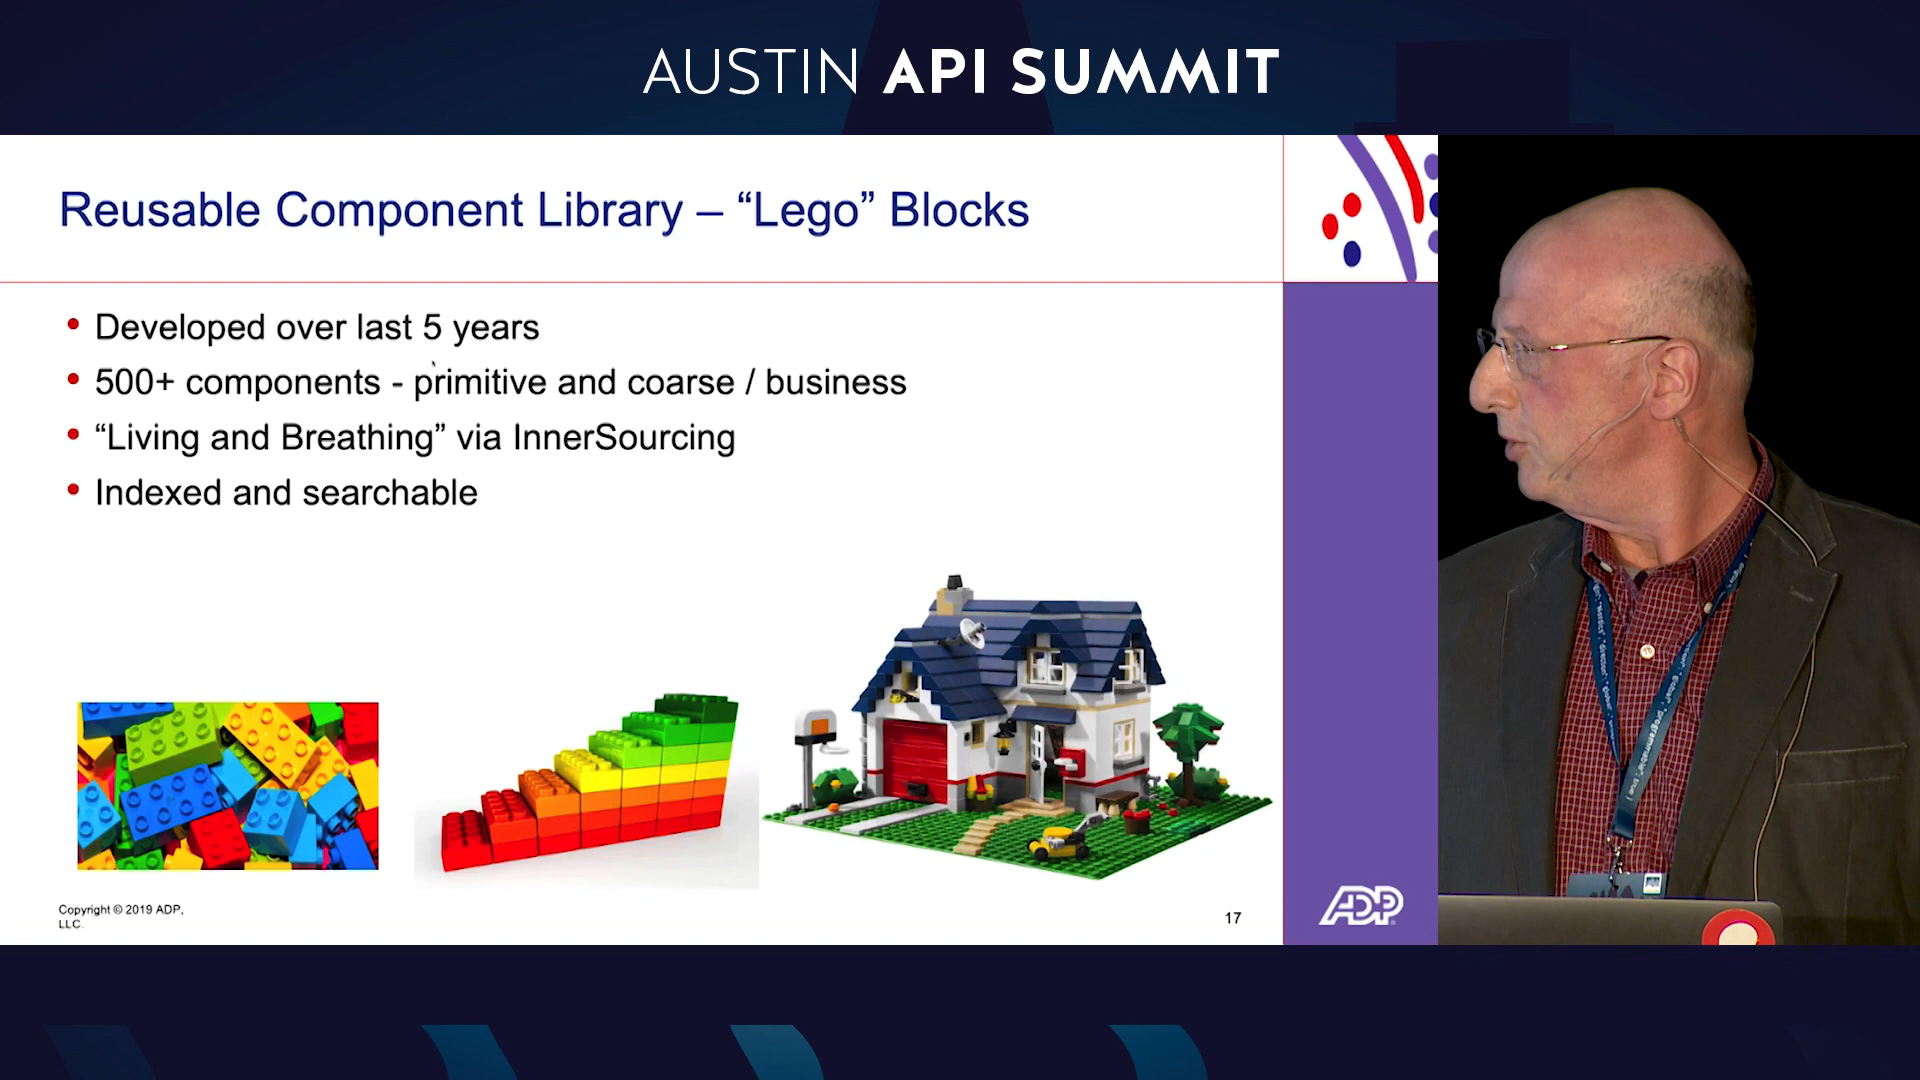 AUSTIN API SUMMIT
Reusable Component Library – “Lego” Blocks
• Developed over last 5 years
• 500+ components - primitive and coarse / business
• “Living and Breathing” via InnerSourcing
• Indexed and searchable
Copyright © 2019 ADP,
LLC.
17
ADP